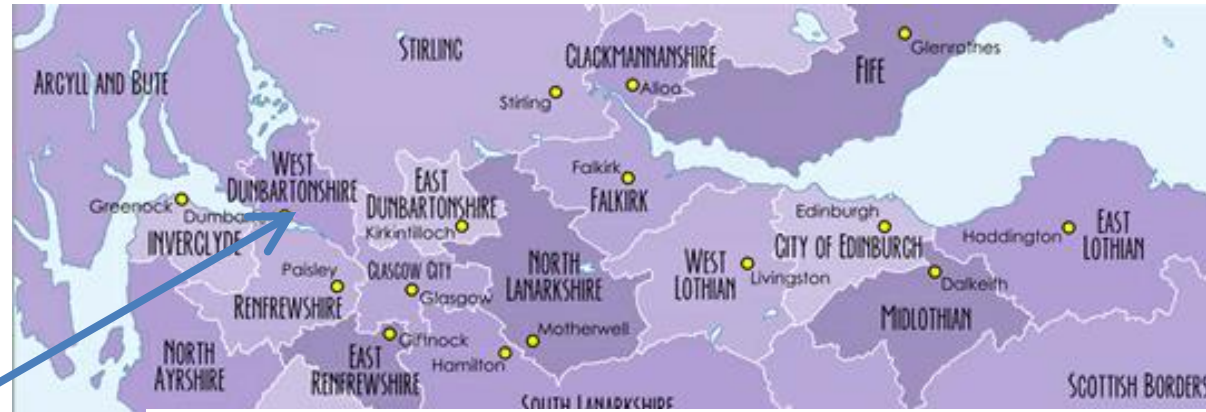 STIRLING
CLACKMANNANSHIRE
Glenrothes
FIFE
ARGYLL AND BUTE
Alloa
Stirling
WEST
DUNBARTONSHIRE
EAST
DUNBARTONSHIRE
Falkirk
FALKIRK
Greenock
Kirkintilloch
Edinburgh
CITY OF EDINBURGH
Haddington
EAST
LOTHIAN
INVERCLYDE
Paisley
GLASGOW CITY
Glasgow
NORTH
LANARKSHIRE
WEST
LOTHIAN
Livingston
Dalkeith
RENFREWSHIRE
MIDLOTHIAN
Giffnock
Motherwell
NORTH
AYRSHIRE
EAST
RENFREWSHIRE
Hamilton
SCOTTISH BORDERS
SOUTH LANARKSHIRE